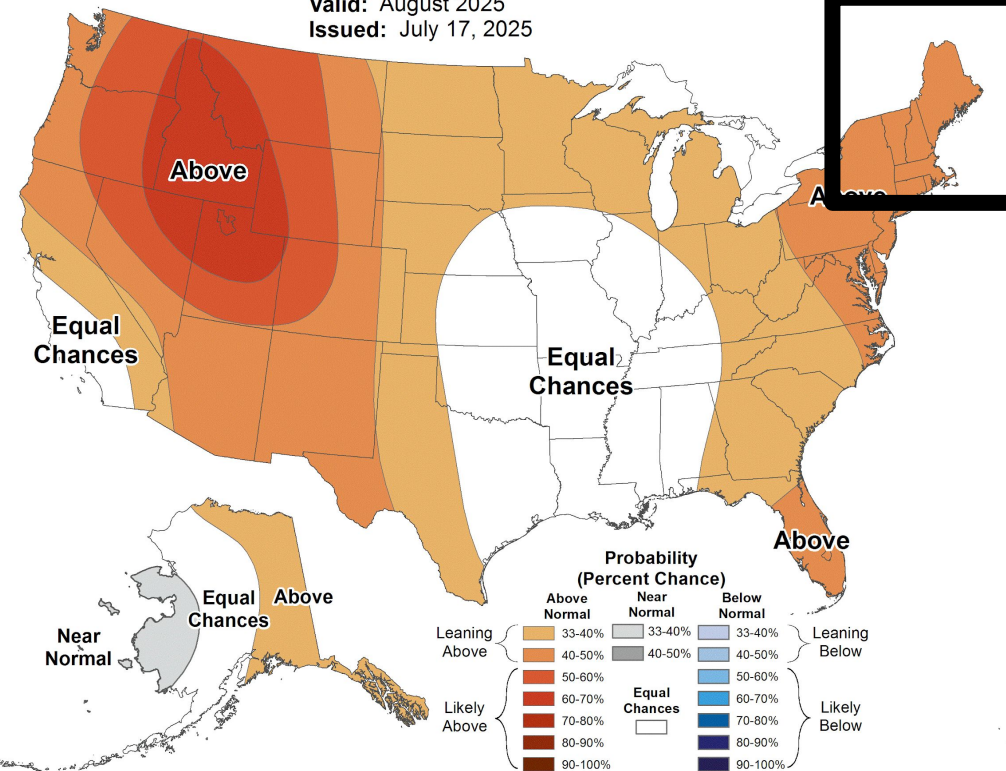 Valid: August 2025
Issued: July 17, 2025
Above
Above
Equal
Chances
Equal
Chances
Above
Equal
Chances
Above
Near
Normal
Probability
(Percent Chance)
Above
Normal
Near
Normal
Below
Normal
Leaning
Above
33-40%
33-40%
33-40%
Leaning
Below
40-50%
40-50%
40-50%
50-60%
50-60%
60-70%
Equal
Chances
60-70%
Likely
Above
70-80%
70-80%
Likely
Below
80-90%
80-90%
90-100%
90-100%